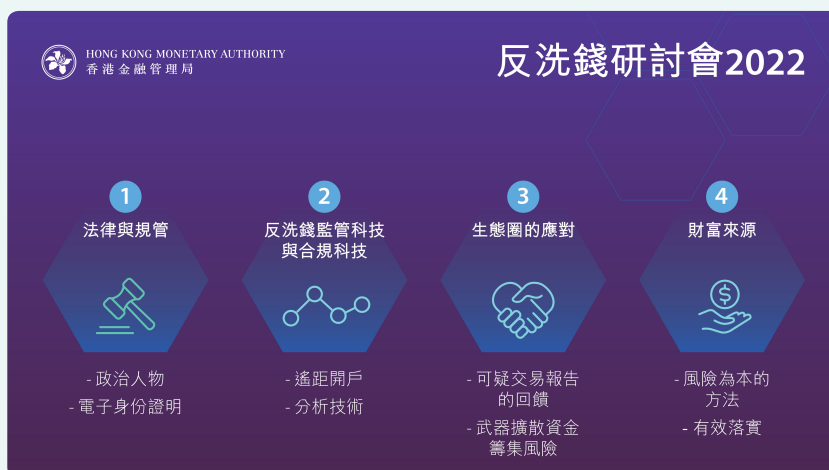 HONG KONG MONETARY AUTHORITY
香港金融管理局
反洗錢研討會2022
1
法律與規管
- 政治人物
- 電子身份證明
2
反洗錢監管科技
與合規科技
- 遙距開戶
- 分析技術
3
生態圈的應對
- 可疑交易報告
的回饋
- 武器擴散資金
籌集風險
4
財富來源
$
- 風險為本的
方法
- 有效落實